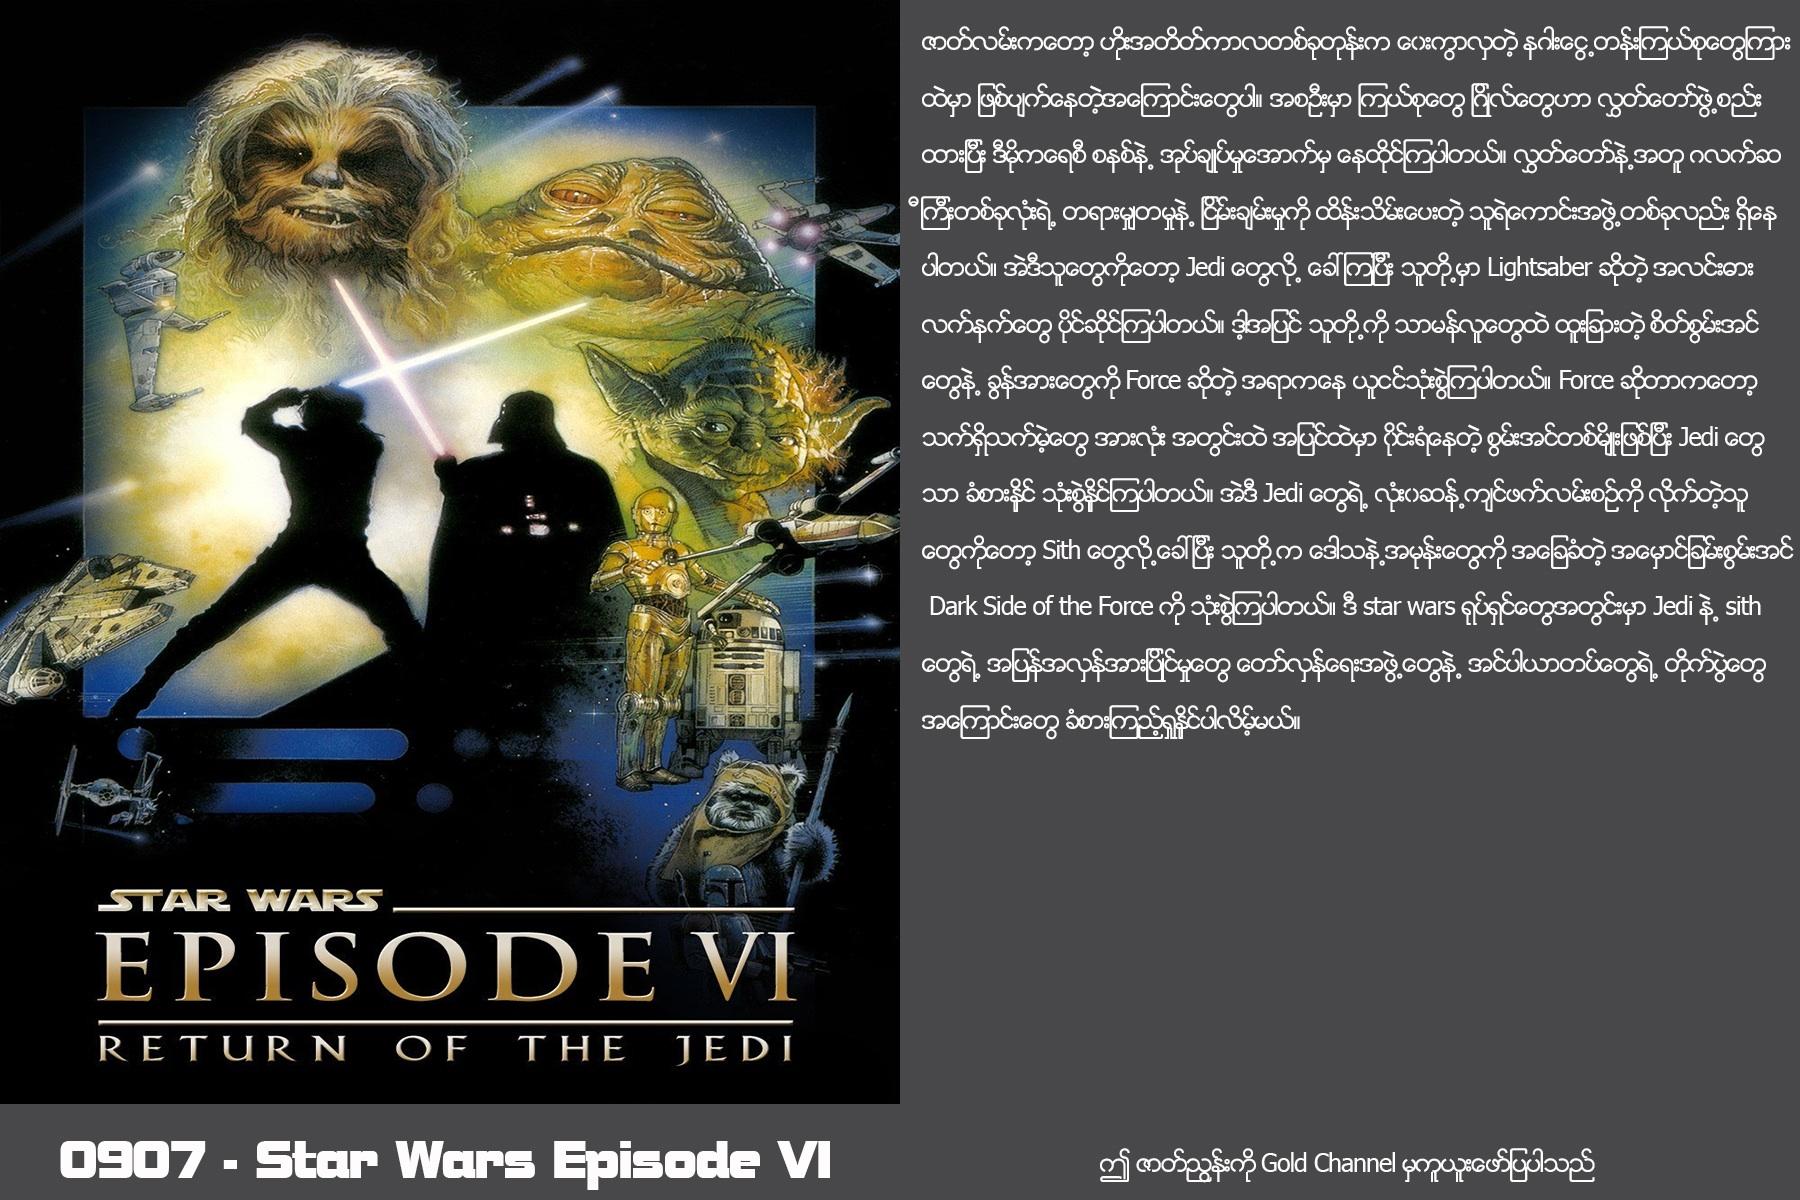 ဇာတ်လမ်းကတော့ ဟိုးအတိတ်ကာလတစ်ခုတုန်းက ဝေးကွာလှတဲ့ နဂါးငွေ့တန်းကြယ်စုတွေကြား
ထဲမှာ ဖြစ်ပျက်နေတဲ့အကြောင်းတွေပါ။ အစဦးမှာ ကြယ်စုတွေ ဂြိုလ်တွေဟာ လွှတ်တော်ဖွဲ့စည်း
ထားပြီး ဒီမိုကရေစီ စနစ်နဲ့ အုပ်ချုပ်မှုအောက်မှ နေထိုင်ကြပါတယ်။ လွှတ်တော်နဲ့အတူ ဂလက်ဆ
ီကြီးတစ်ခုလုံးရဲ့ တရားမျှတမှုနဲ့ ငြိမ်းချမ်းမှုကို ထိန်းသိမ်းပေးတဲ့ သူရဲကောင်းအဖွဲ့တစ်ခုလည်း ရှိနေ
ပါတယ်။ အဲဒီသူတွေကိုတော့ Jedi တွေလို့ ခေါ်ကြပြီး သူတို့မှာ Lightsaber ဆိုတဲ့ အလင်းဓား
လက်နက်တွေ ပိုင်ဆိုင်ကြပါတယ်။ ဒါ့အပြင် သူတို့ကို သာမန်လူတွေထဲ ထူးခြားတဲ့ စိတ်စွမ်းအင်
တွေနဲ့ ခွန်အားတွေကို Force ဆိုတဲ့ အရာကနေ ယူငင်သုံးစွဲကြပါတယ်။ Force ဆိုတာကတော့
သက်ရှိသက်မဲ့တွေ အားလုံး အတွင်းထဲ အပြင်ထဲမှာ ဝိုင်းရံနေတဲ့ စွမ်းအင်တစ်မျိုးဖြစ်ပြီး Jedi တွေ
သာ ခံစားနိူင် သုံးစွဲနိူင်ကြပါတယ်။ အဲဒီ Jedi တွေရဲ့ လုံးဝဆန့်ကျင်ဖက်လမ်းစဉ်ကို လိုက်တဲ့သူ
တွေကိုတော့ Sith တွေလို့ခေါ်ပြီး သူတို့က ဒေါသနဲ့အမုန်းတွေကို အခြေခံတဲ့ အမှောင်ခြမ်းစွမ်းအင်
Dark Side of the Force ကို သုံးစွဲကြပါတယ်။ ဒီ star wars ရုပ်ရှင်တွေအတွင်းမှာ Jedi နဲ့ sith
တွေရဲ့ အပြန်အလှန်အားပြိုင်မှုတွေ တော်လှန်ရေးအဖွဲ့တွေနဲ့ အင်ပါယာတပ်တွေရဲ့ တိုက်ပွဲတွေ
အကြောင်းတွေ ခံစားကြည့်ရှုနိူင်ပါလိမ့်မယ်။
STAR WARS
EPISODE VI
RETURN OF THE JEDI
0907 - Star Wars Episode VI
ဤ ဇာတ်ညွှန်းကို Gold Channel မှကူယူးဖော်ပြပါသည်